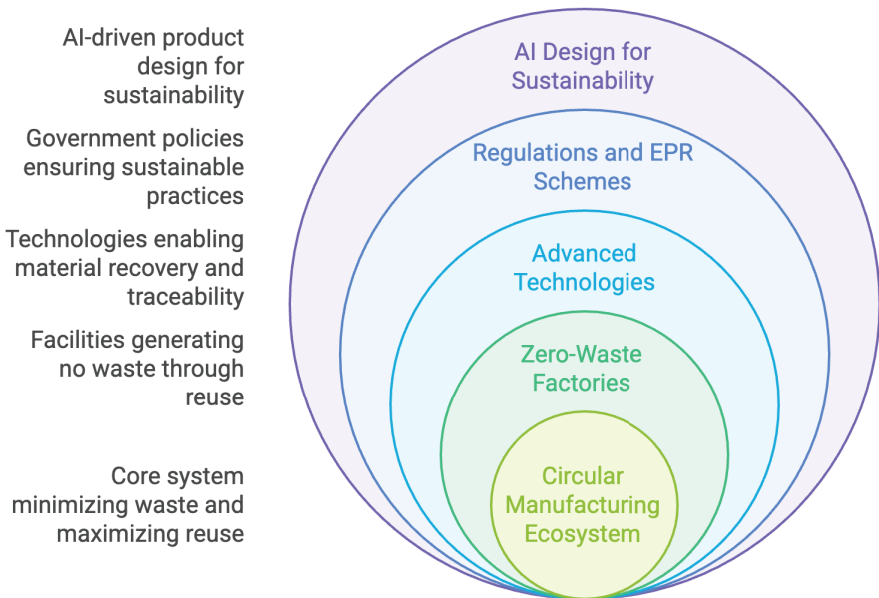 AI-driven product
design for
sustainability
AI Design for
Sustainability
Government policies
ensuring sustainable
practices
Regulations and EPR
Schemes
Technologies enabling
material recovery and
traceability
Advanced
Technologies
Facilities generating
no waste through
reuse
Zero-Waste
Factories
Core system
minimizing waste and
maximizing reuse
Circular
Manufacturing
Ecosystem